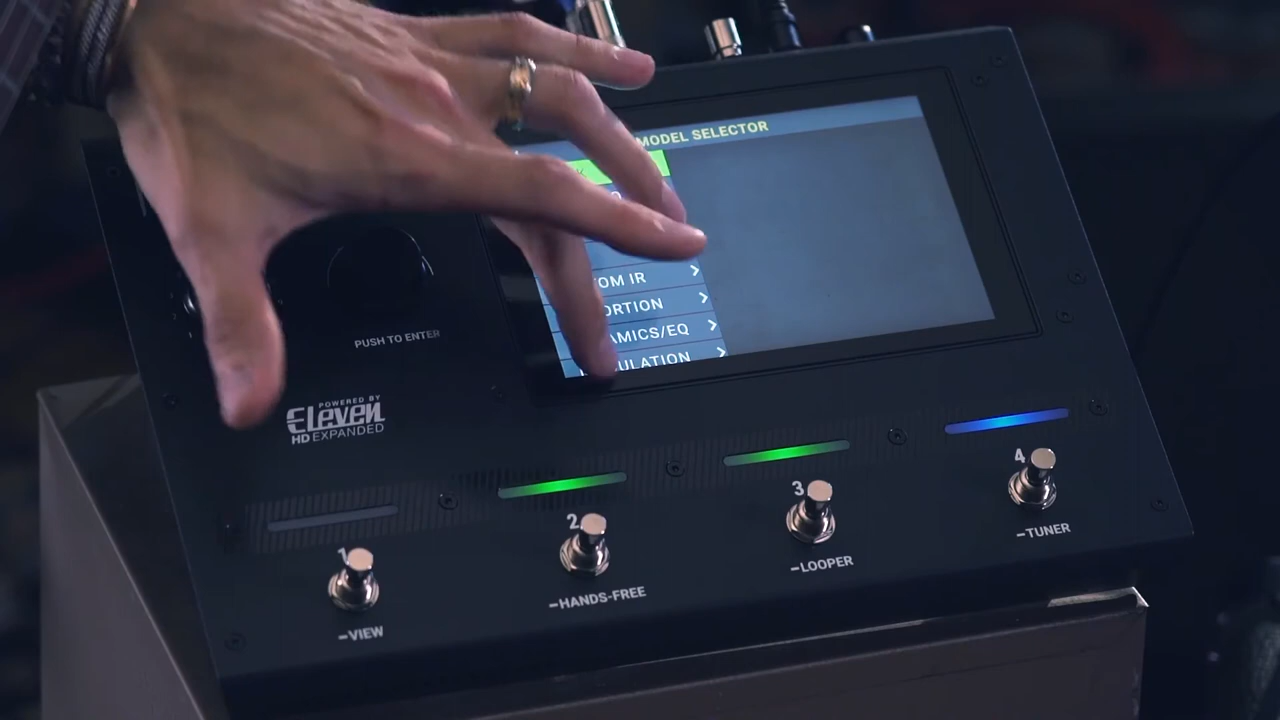 MODEL SELECTOR
OM IR
ORTION
AMICS/EQ
ULATION
PUSH TO ENTER
POWERED BY
ELEVEN
HD EXPANDED
1
2
3
4
–VIEW
–HANDS-FREE
–LOOPER
–TUNER